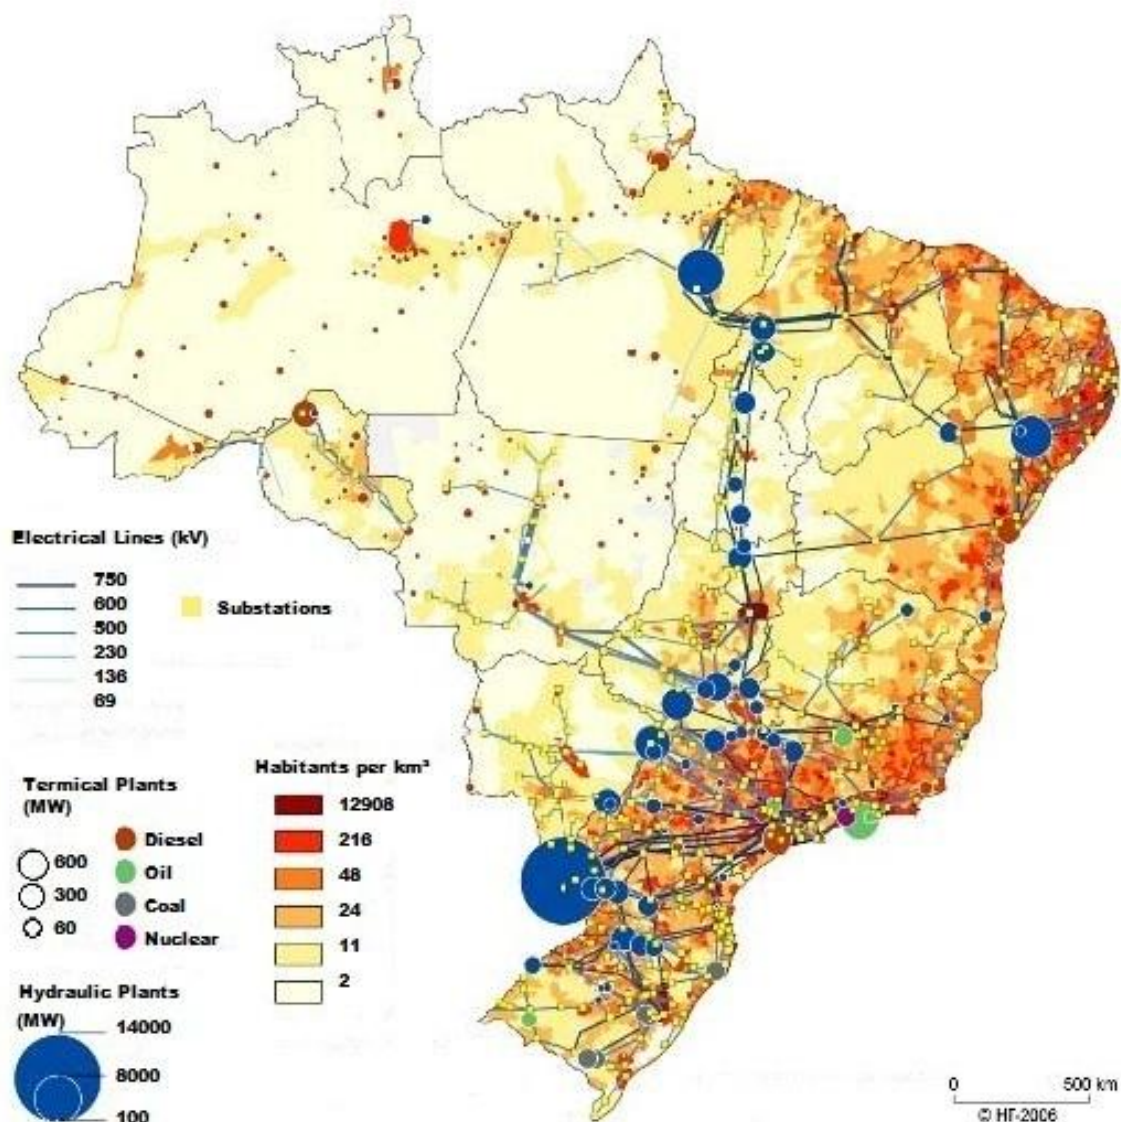 Electrical Lines (kV)
750
600
500
230
136
69
Substations
Termical Plants
(MW)
600
300
60
Diesel
Oil
Coal
Nuclear
Habitants per km²
12908
216
48
24
11
2
Hydraulic Plants
(MW)
14000
8000
100
0 500 km
© HT-2006